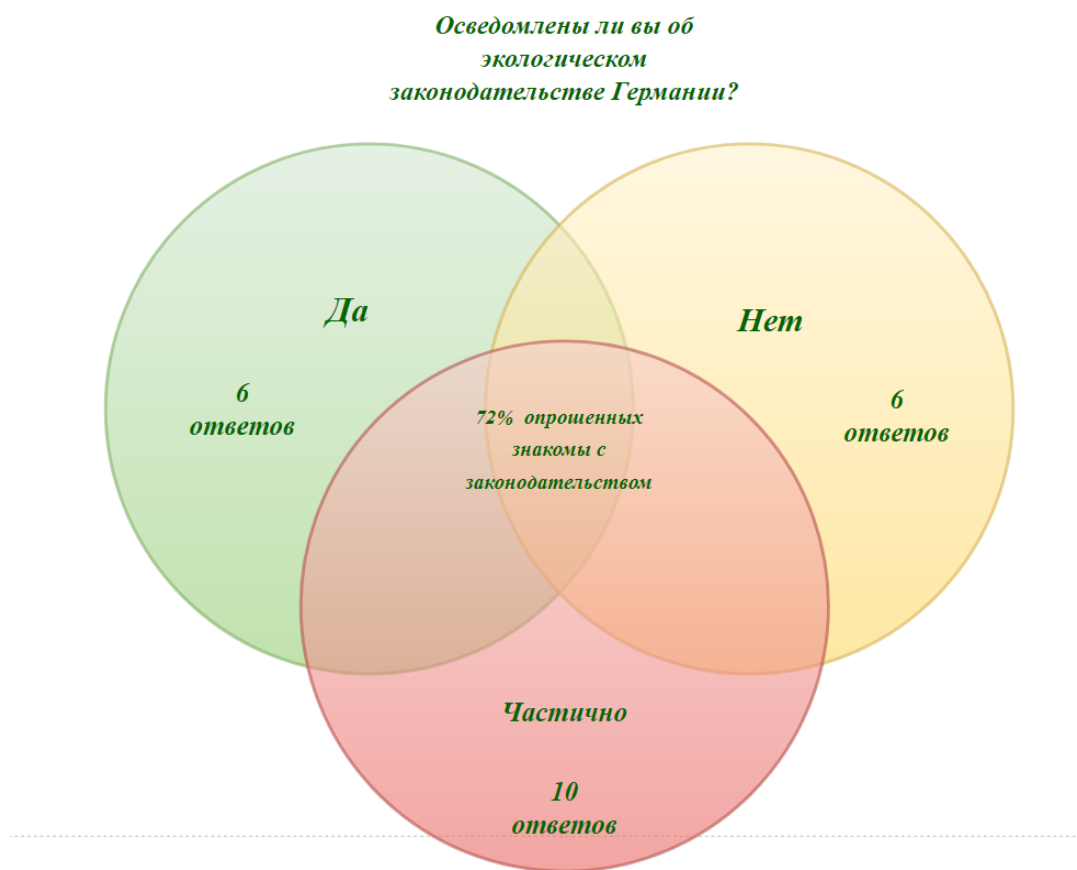 Осведомлены ли вы об
экологическом
законодательстве Германии?
Да
Нет
6
ответов
6
ответов
72% опрошенных
знакомы с
законодательством
Частично
10
ответов